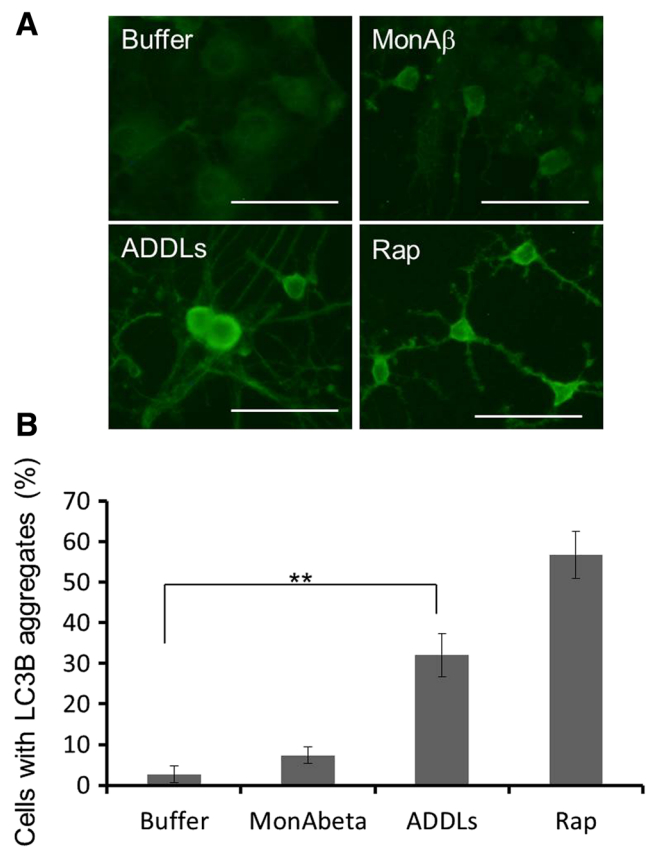 A
Buffer
MonAβ
ADDLs
Rap
B
Cells with LC3B aggregates (%)
70
60
50
40
30
20
10
0
**
Buffer
MonAbeta
ADDLs
Rap